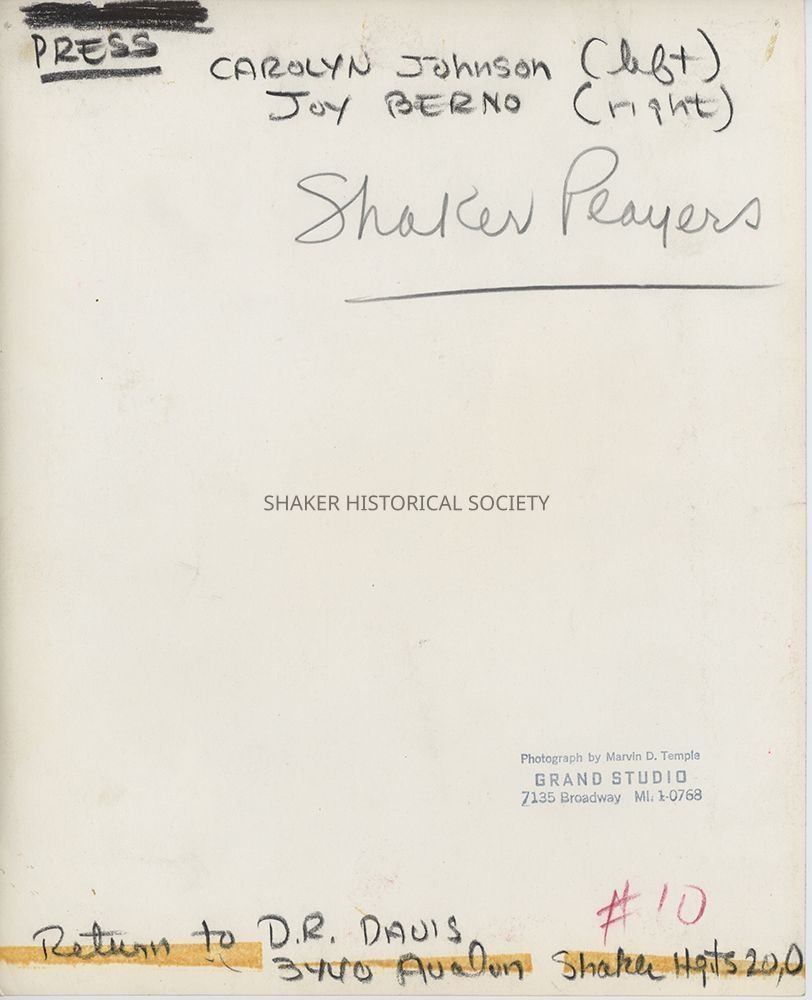 PRESS
CAROLYN Johnson (left)
Joy BERNO (right)
Shaker Players
SHAKER HISTORICAL SOCIETY
Photograph by Marvin D. Temple
GRAND STUDIO
7135 Broadway MI. 1-0768
#10
Return to D.R. DAVIS
3440 Avalon Shaker Hgts 20, O